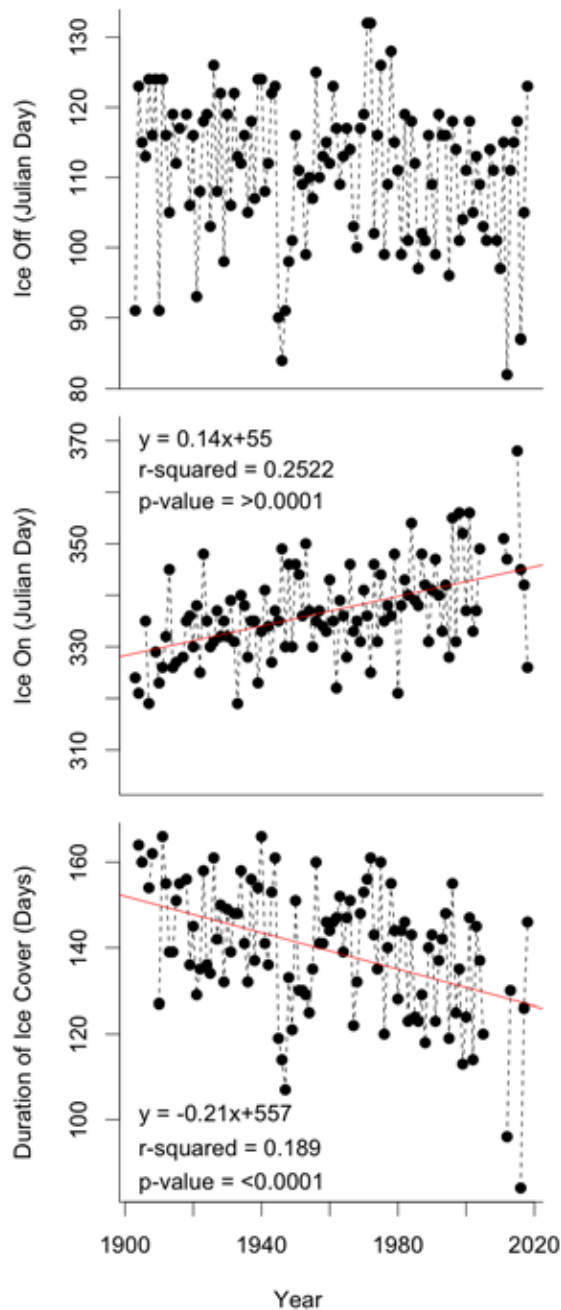 Ice Off (Julian Day)
130
120
110
100
90
80
Ice On (Julian Day)
370
350
330
310
y = 0.14x+55
r-squared = 0.2522
p-value = >0.0001
Duration of Ice Cover (Days)
160
140
120
100
y = -0.21x+557
r-squared = 0.189
p-value = <0.0001
1900 1940 1980 2020
Year